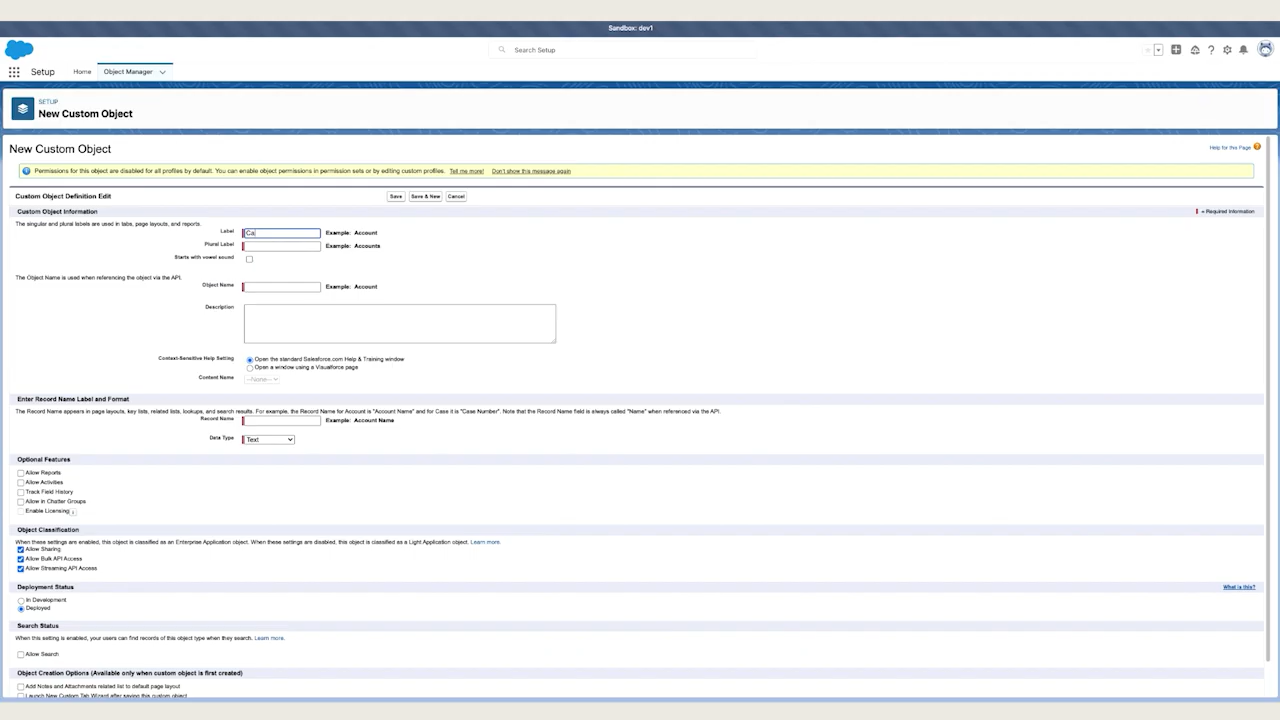 Sandbox: dev1
Search Setup
Setup Home Object Manager
SETUP
New Custom Object
New Custom Object
Help for this Page
Permissions for this object are disabled for all profiles by default. You can enable object permissions in permission sets or by editing custom profiles. Tell me more! Don't show this message again
Custom Object Definition Edit Save Save & New Cancel
Custom Object Information = Required Information
The singular and plural labels are used in tabs, page layouts, and reports.
Label Ca Example: Account
Plural Label Example: Accounts
Starts with vowel sound
The Object Name is used when referencing the object via the API.
Object Name Example: Account
Description
Context-Sensitive Help Setting Open the standard Salesforce.com Help & Training window
Open a window using a Visualforce page
Content Name --None--
Enter Record Name Label and Format
The Record Name appears in page layouts, key lists, related lists, lookups, and search results. For example, the Record Name for Account is "Account Name" and for Case it is "Case Number". Note that the Record Name field is always called "Name" when referenced via the API.
Record Name Example: Account Name
Data Type Text
Optional Features
Allow Reports
Allow Activities
Track Field History
Allow in Chatter Groups
Enable Licensing i
Object Classification
When these settings are enabled, this object is classified as an Enterprise Application object. When these settings are disabled, this object is classified as a Light Application object. Learn more.
Allow Sharing
Allow Bulk API Access
Allow Streaming API Access
Deployment Status What is this?
In Development
Deployed
Search Status
When this setting is enabled, your users can find records of this object type when they search. Learn more.
Allow Search
Object Creation Options (Available only when custom object is first created)
Add Notes and Attachments related list to default page layout
Launch New Custom Tab Wizard after saving this custom object